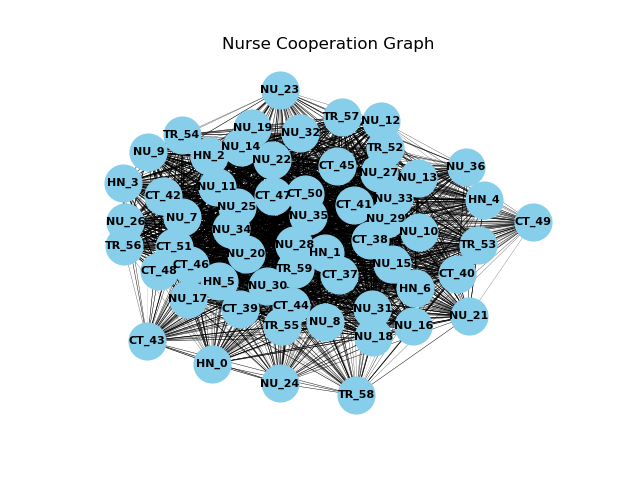 Nurse Cooperation Graph
NU_23
TR_57
NU_12
NU_19
NU_32
TR_54
NU_14
TR_52
NU_9
HN_2
NU_22
CT_45
NU_36
NU_27
NU_13
HN_3
NU_11
CT_42
CT_47
CT_50
NU_33
HN_4
CT_41
NU_25
NU_26
NU_7
NU_35
NU_29
CT_49
NU_34
NU_10
CT_38
TR_56
CT_51
NU_28
TR_53
NU_20
HN_1
CT_46
NU_15
CT_48
TR_59
CT_37
CT_40
HN_5
NU_30
HN_6
NU_17
CT_39
CT_44
NU_31
NU_21
TR_55
NU_8
NU_16
NU_18
CT_43
HN_0
NU_24
TR_58